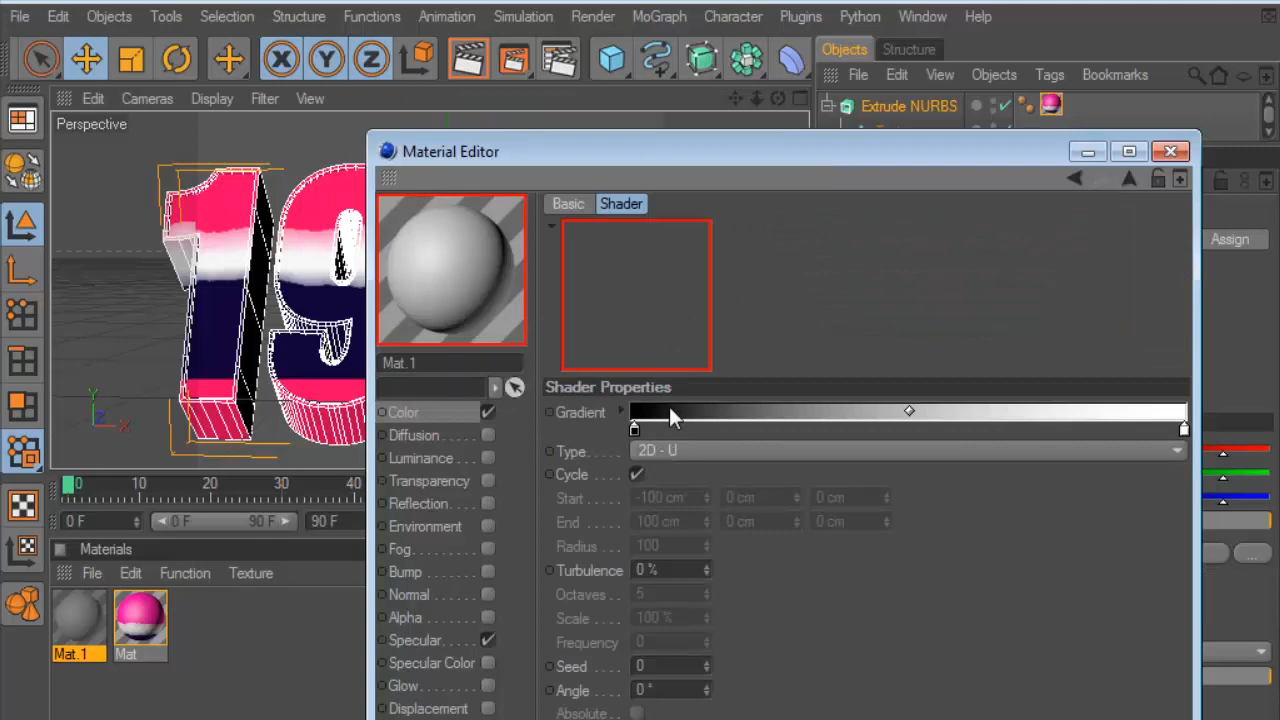 File Edit Objects Tools Selection Structure Functions Animation Simulation Render MoGraph Character Plugins Python Window Help
Objects Structure
File Edit View Objects Tags Bookmarks
Edit Cameras Display Filter View
Extrude NURBS
Perspective
Material Editor
Basic Shader
Assign
19
Mat.1
Shader Properties
Color
Gradient
Diffusion
Type 2D - U
Luminance
Cycle
Transparency
Start -100 cm 0 cm 0 cm
Reflection
End 100 cm 0 cm 0 cm
Environment
Radius 100
Fog
Turbulence 0 %
Bump
Octaves 5
Normal
Scale 100 %
Alpha
Frequency 0
Specular
Seed 0
Specular Color
Angle 0 °
Glow
Absolute
Displacement
0 10 20 30 40
0 F 0 F 90 F 90 F
Materials
File Edit Function Texture
Mat.1 Mat
X Y Z
Y X Z
...